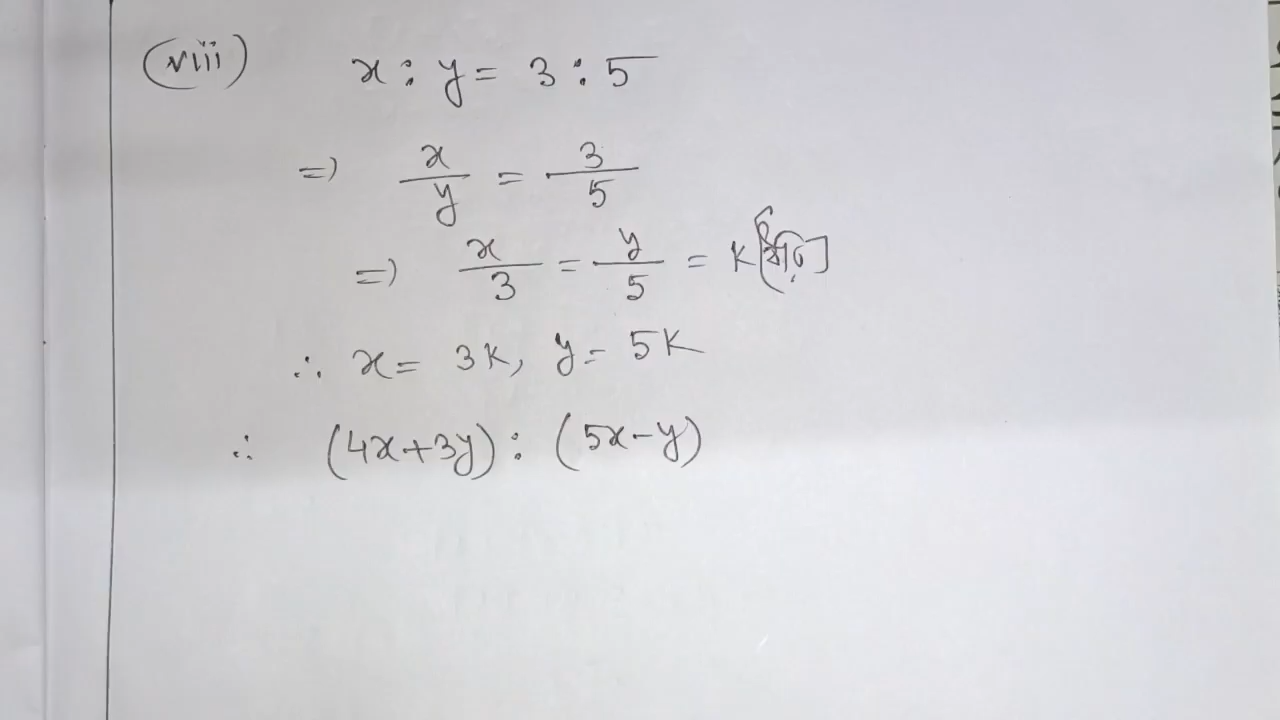 (viii) x : y = 3 : 5
=) x/y = 3/5
=) x/3 = y/5 = K [ধরি]
∴ x = 3K, y = 5K
∴ (4x+3y) : (5x-y)